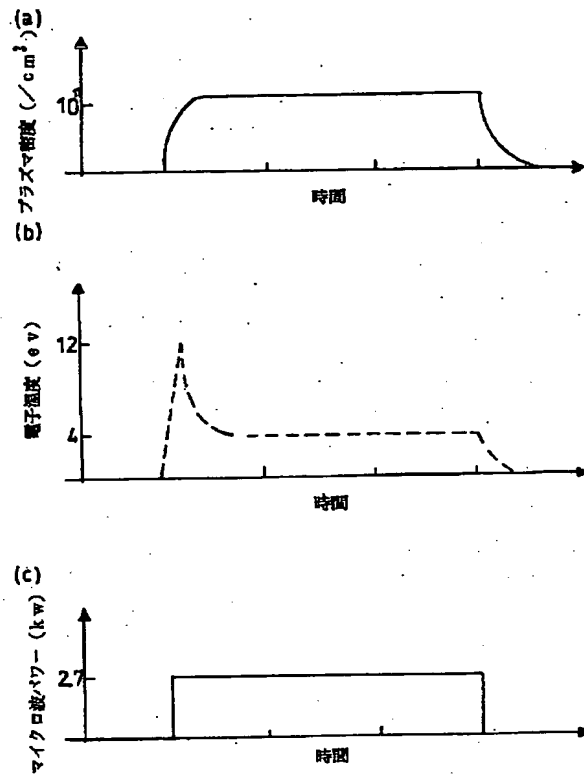 (a)
プラズマ密度 (／cm³)
10
時間
(b)
電子温度 (ev)
12
4
時間
(c)
マイクロ波パワー (kw)
2.7
時間